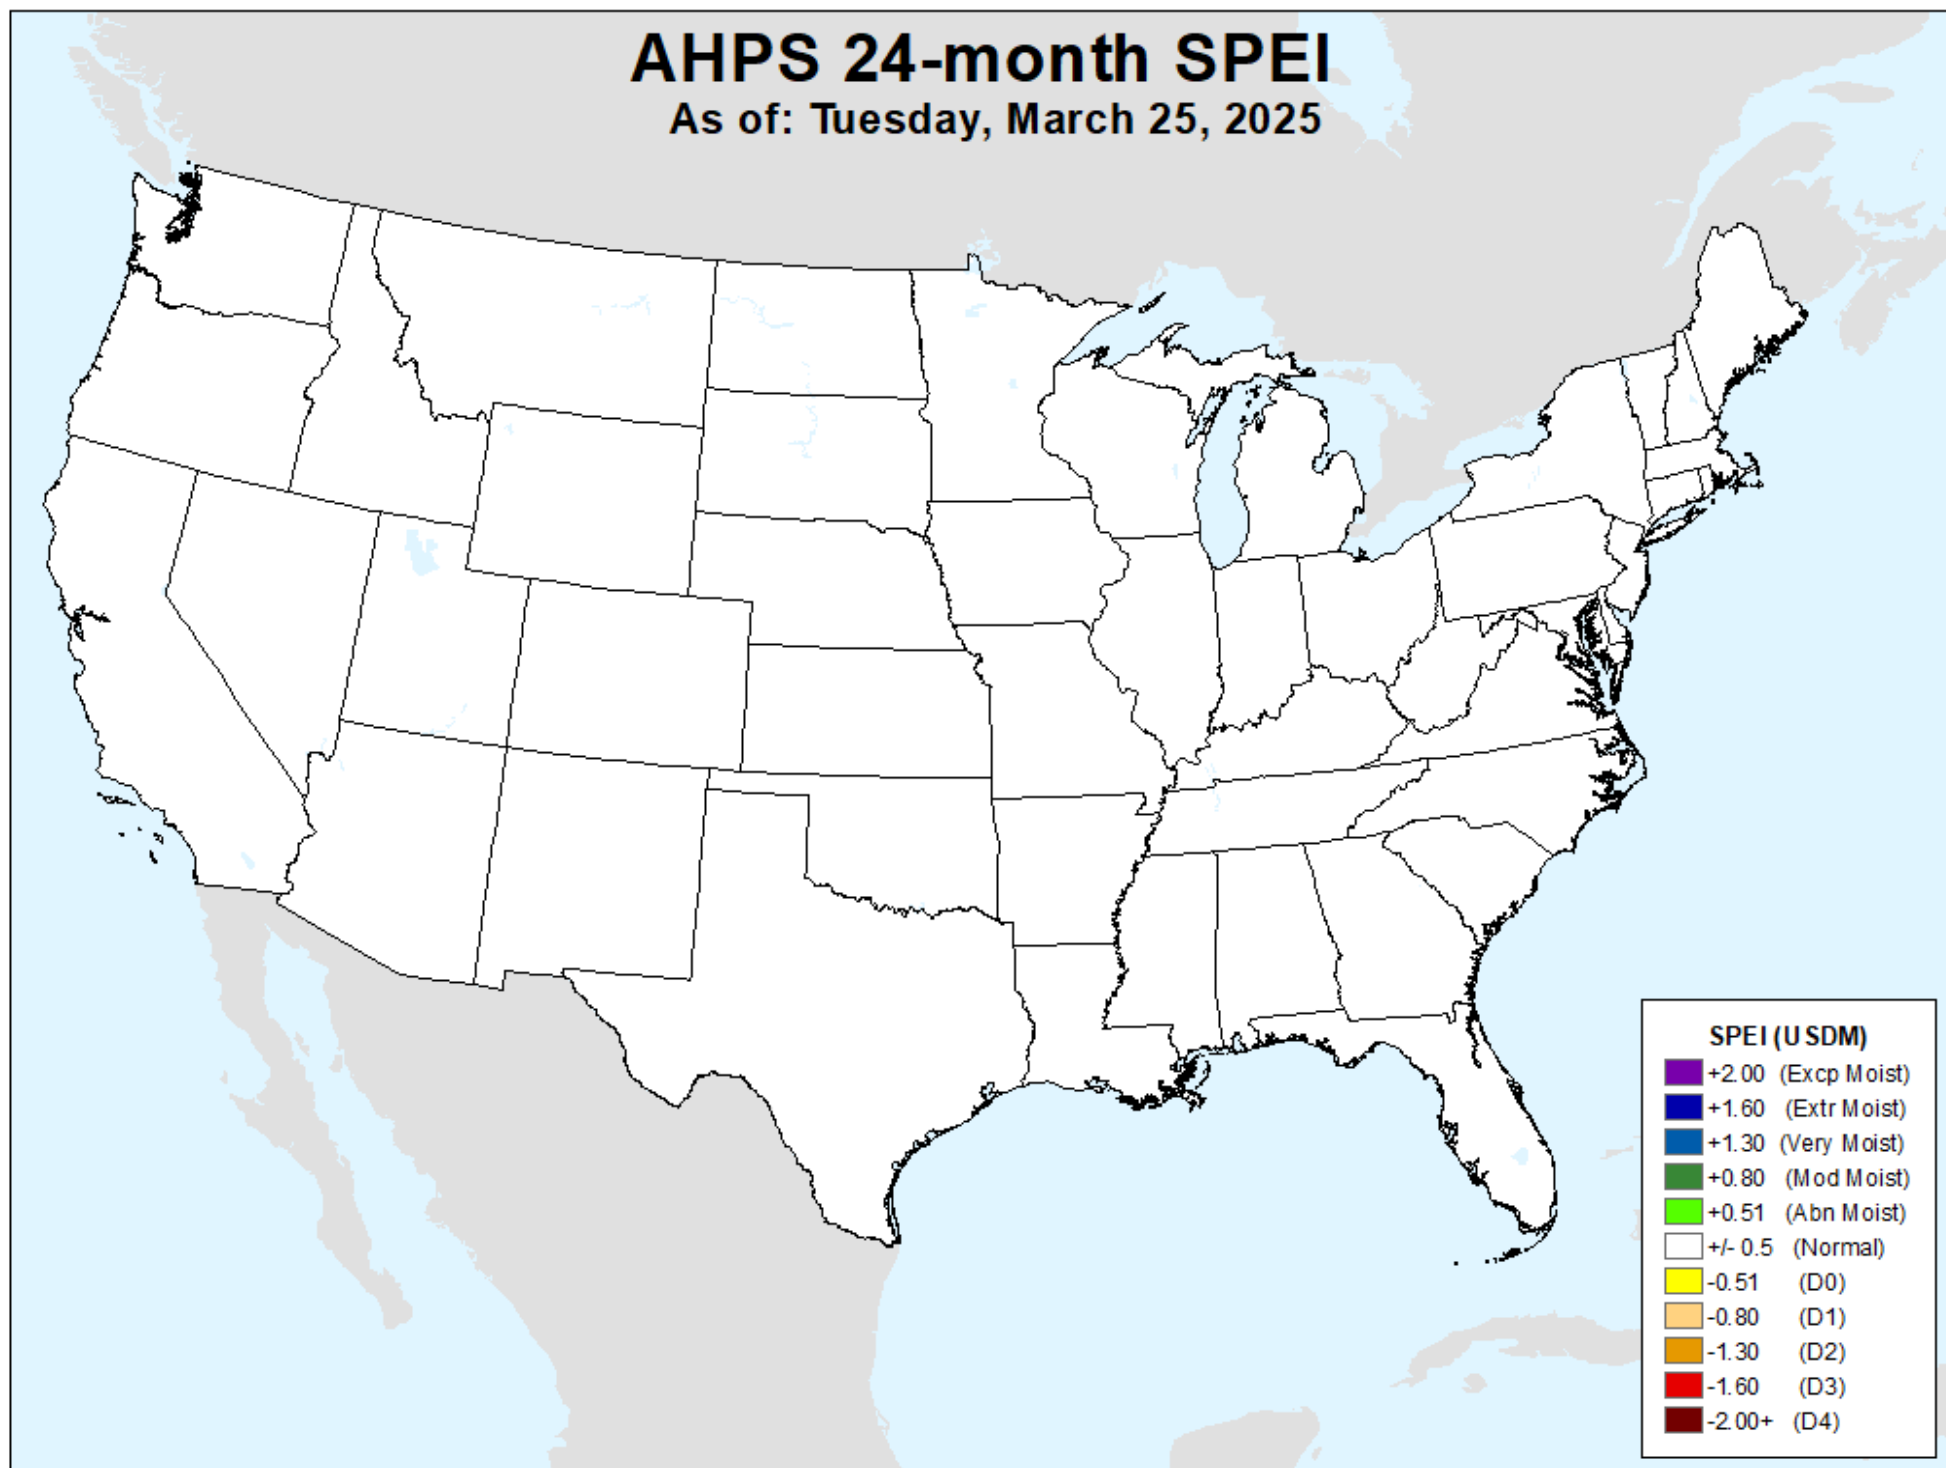 AHPS 24-month SPEI
As of: Tuesday, March 25, 2025
SPEI (USDM)
+2.00 (Excp Moist)
+1.60 (Extr Moist)
+1.30 (Very Moist)
+0.80 (Mod Moist)
+0.51 (Abn Moist)
+/- 0.5 (Normal)
-0.51 (D0)
-0.80 (D1)
-1.30 (D2)
-1.60 (D3)
-2.00+ (D4)